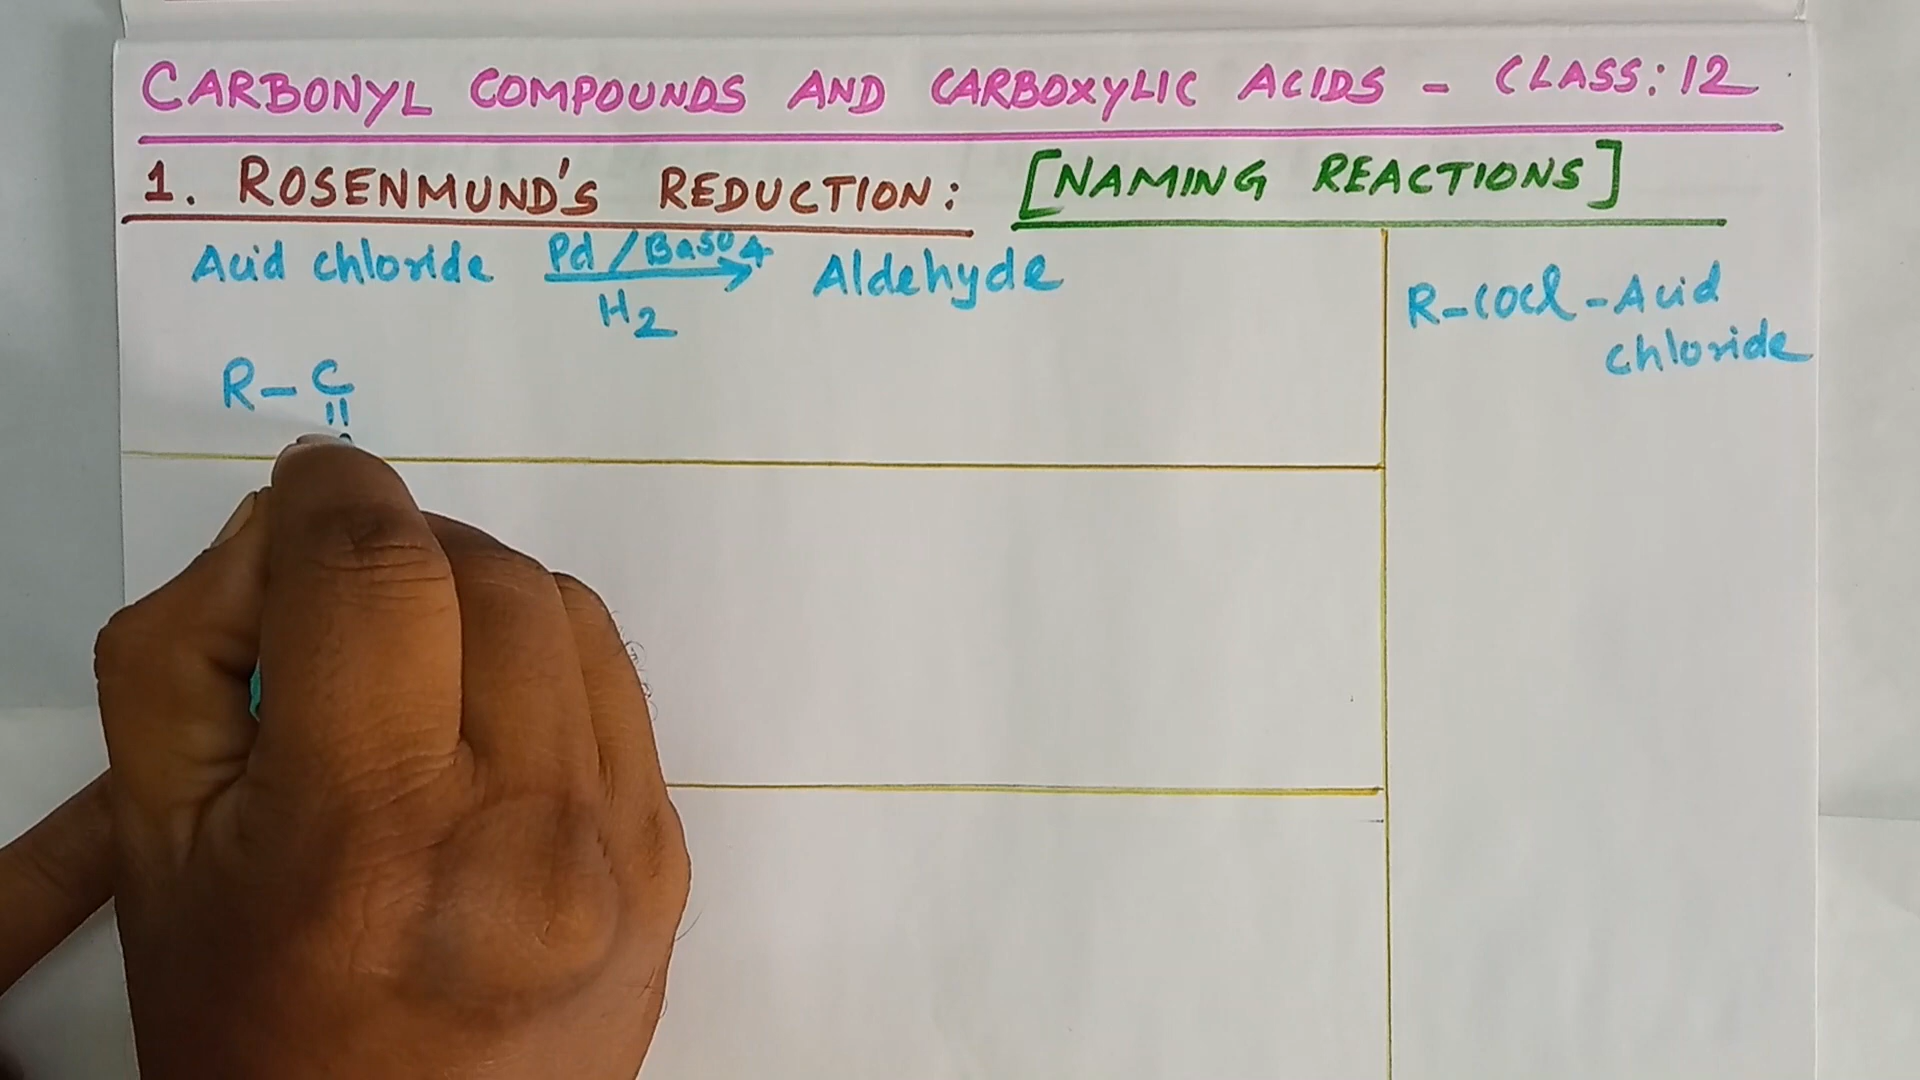 CARBONYL COMPOUNDS AND CARBOXYLIC ACIDS - CLASS: 12
1. ROSENMUND'S REDUCTION: [NAMING REACTIONS]
Acid chloride Pd/BaSO4 Aldehyde
H2
R-COCl - Acid
chloride
R-C